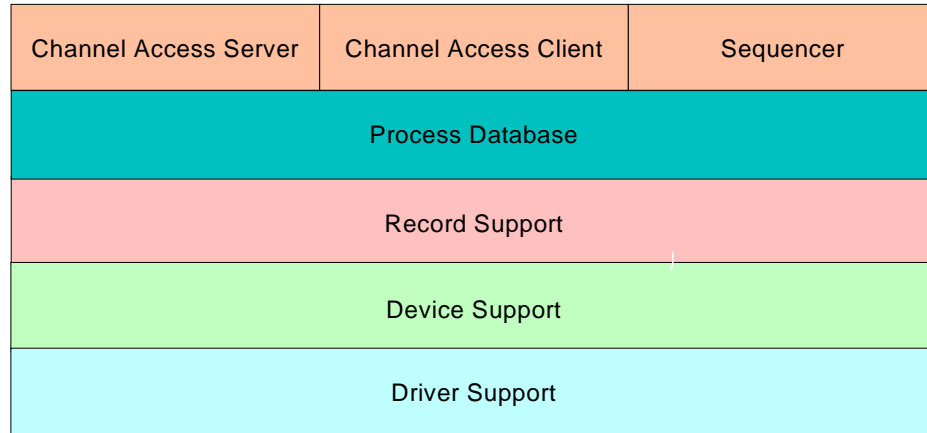 Channel Access Server
Channel Access Client
Sequencer
Process Database
Record Support
Device Support
Driver Support